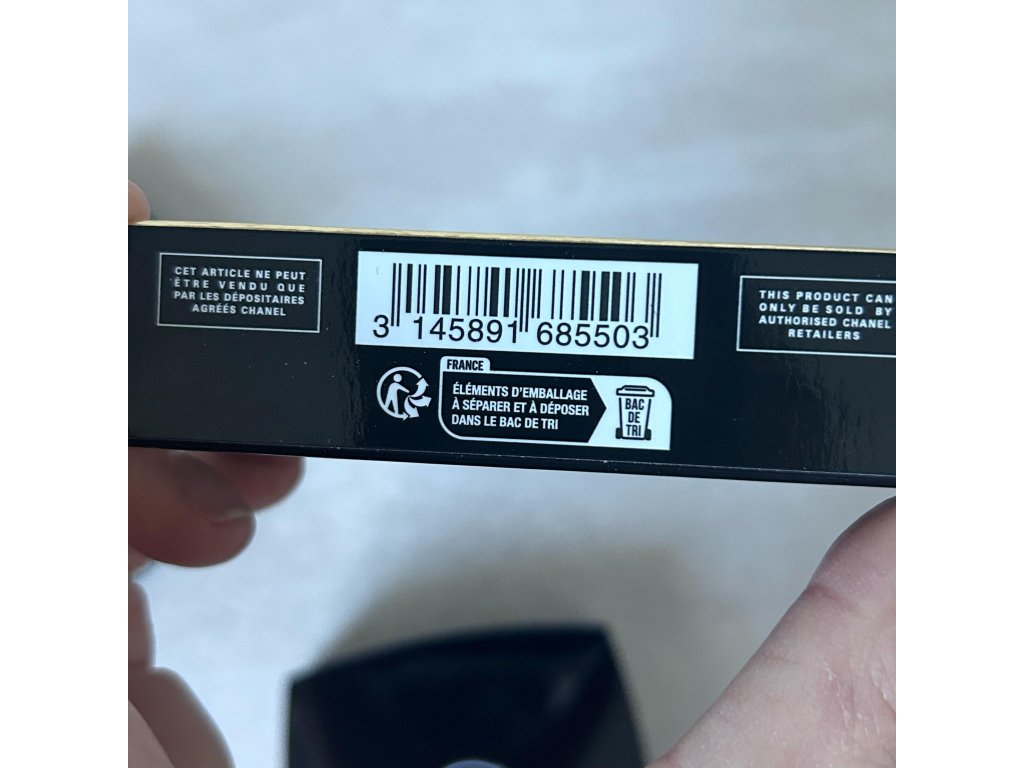 CET ARTICLE NE PEUT
ÊTRE VENDU QUE
PAR LES DÉPOSITAIRES
AGRÉÉS CHANEL
3 145891 685503
THIS PRODUCT CAN
ONLY BE SOLD BY
AUTHORISED CHANEL
RETAILERS
FRANCE
ÉLÉMENTS D'EMBALLAGE
À SÉPARER ET À DÉPOSER
DANS LE BAC DE TRI
BAC
DE
TRI